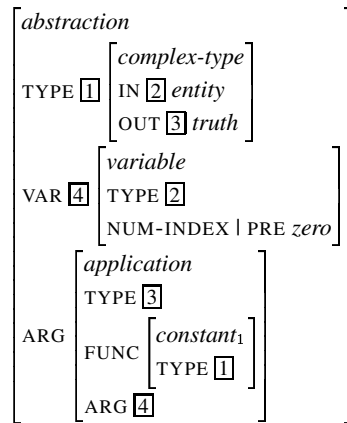 abstraction
TYPE 1 complex-type
IN 2 entity
OUT 3 truth
VAR 4 variable
TYPE 2
NUM-INDEX | PRE zero
ARG application
TYPE 3
FUNC constant₁
TYPE 1
ARG 4